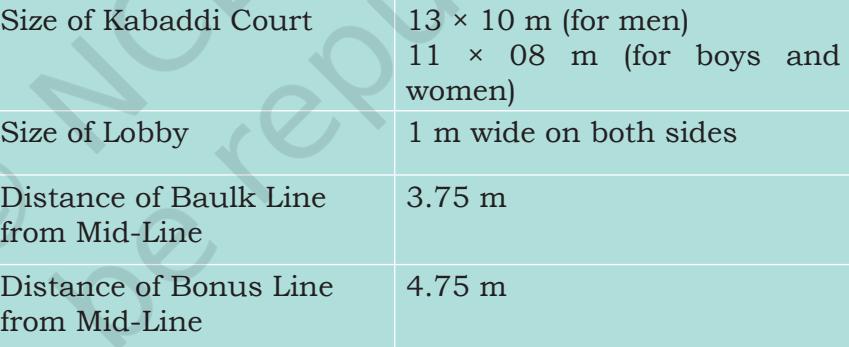 Size of Kabaddi Court
13 × 10 m (for men)
11 × 08 m (for boys and
women)
Size of Lobby
1 m wide on both sides
Distance of Baulk Line
from Mid-Line
3.75 m
Distance of Bonus Line
from Mid-Line
4.75 m
be repu